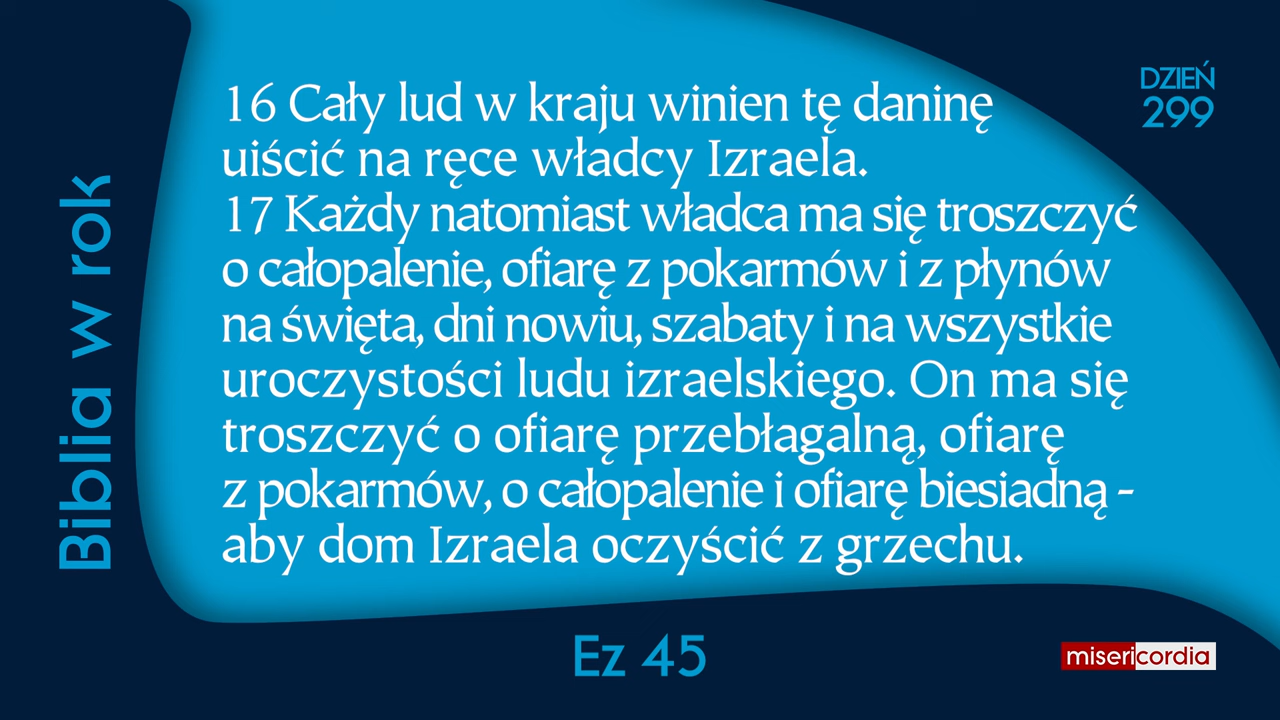 DZIEŃ
299
Biblia w rok
16 Cały lud w kraju winien tę daninę
uiścić na ręce władcy Izraela.
17 Każdy natomiast władca ma się troszczyć
o całopalenie, ofiarę z pokarmów i z płynów
na święta, dni nowiu, szabaty i na wszystkie
uroczystości ludu izraelskiego. On ma się
troszczyć o ofiarę przebłagalną, ofiarę
z pokarmów, o całopalenie i ofiarę biesiadną -
aby dom Izraela oczyścić z grzechu.
Ez 45
misericordia